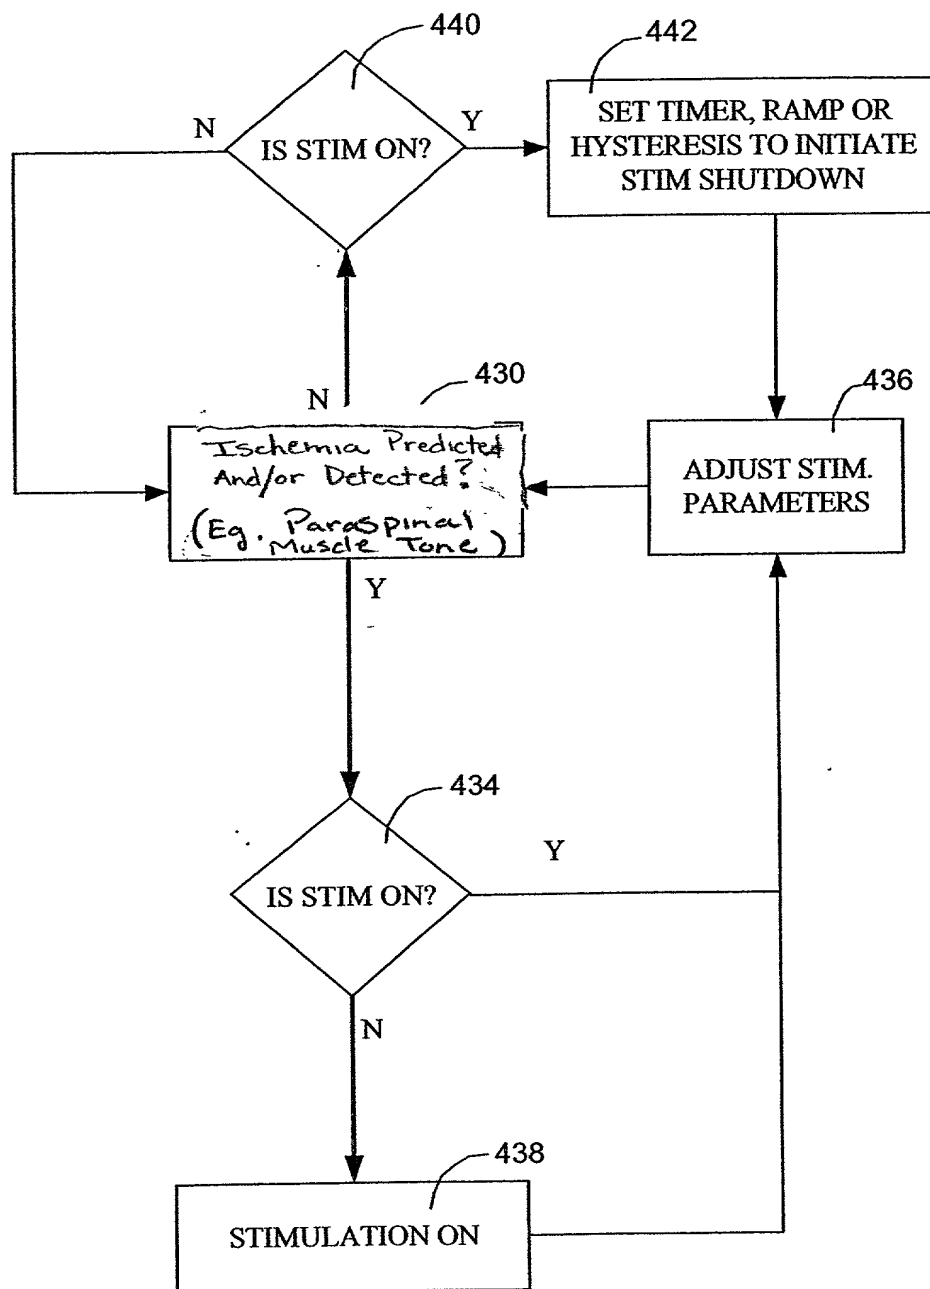 440
442
N
IS STIM ON?
Y
SET TIMER, RAMP OR
HYSTERESIS TO INITIATE
STIM SHUTDOWN
430
N
436
Ischemia Predicted
And/or Detected?
(Eg. Paraspinal
Muscle Tone)
ADJUST STIM.
PARAMETERS
Y
434
Y
IS STIM ON?
N
438
STIMULATION ON